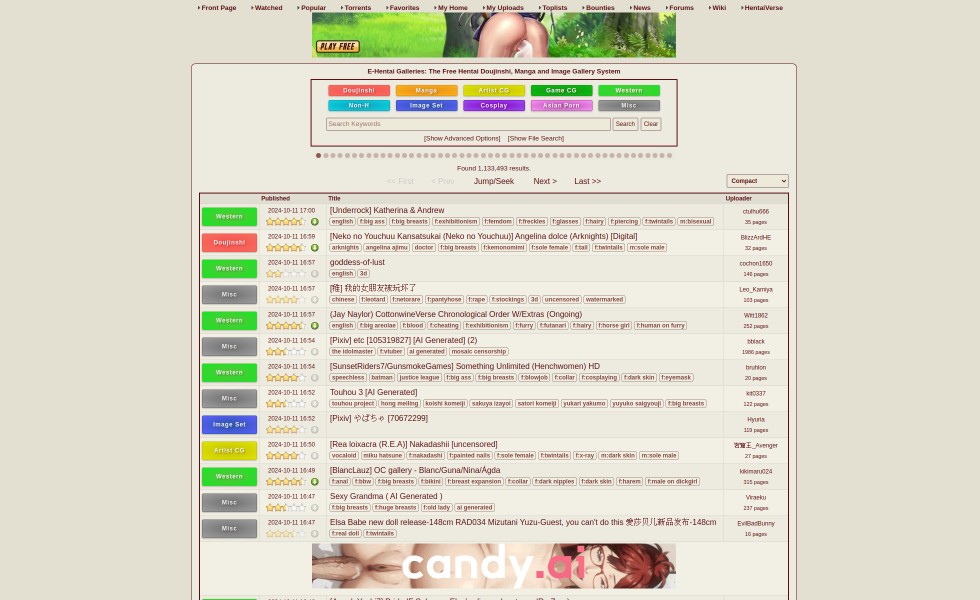 Front Page Watched Popular Torrents Favorites My Home My Uploads Toplists Bounties News Forums Wiki HentaiVerse
PLAY FREE
E-Hentai Galleries: The Free Hentai Doujinshi, Manga and Image Gallery System
Doujinshi Manga Artist CG Game CG Western
Non-H Image Set Cosplay Asian Porn Misc
Search Keywords Search Clear
[Show Advanced Options] [Show File Search]
Found 1,133,493 results.
<< First < Prev Jump/Seek Next > Last >> Compact
Published Title Uploader
Western 2024-10-11 17:00 [Underrock] Katherina & Andrew ctulhu666
english f:big ass f:big breasts f:exhibitionism f:femdom f:freckles f:glasses f:hairy f:piercing f:twintails m:bisexual 35 pages
Doujinshi 2024-10-11 16:59 [Neko no Youchuu Kansatsukai (Neko no Youchuu)] Angelina dolce (Arknights) [Digital] BlizzArdHE
arknights angelina ajimu doctor f:big breasts f:kemonomimi f:sole female f:tail f:twintails m:sole male 32 pages
Western 2024-10-11 16:57 goddess-of-lust cochon1650
english 3d 146 pages
Misc 2024-10-11 16:57 我的女朋友被玩坏了 Leo_Kamiya
chinese f:leotard f:netorare f:pantyhose f:rape f:stockings 3d uncensored watermarked 103 pages
Western 2024-10-11 16:57 (Jay Naylor) CottonwineVerse Chronological Order W/Extras (Ongoing) Witt1862
english f:big areolae f:blood f:cheating f:exhibitionism f:furry f:futanari f:hairy f:horse girl f:human on furry 252 pages
Misc 2024-10-11 16:54 [Pixiv] etc [105319827] [AI Generated] (2) bblack
the idolmaster f:vtuber ai generated mosaic censorship 1986 pages
Western 2024-10-11 16:54 [SunsetRiders7/GunsmokeGames] Something Unlimited (Henchwomen) HD bruhlon
speechless batman justice league f:big ass f:big breasts f:blowjob f:collar f:cosplaying f:dark skin f:eyemask 20 pages
Misc 2024-10-11 16:52 Touhou 3 [AI Generated] kit0337
touhou project hong meiling koishi komeiji sakuya izayoi satori komeiji yukari yakumo yuyuko saigyouji f:big breasts 122 pages
Image Set 2024-10-11 16:52 [Pixiv] やばちゃ [70672299] Hyuria
119 pages
Artist CG 2024-10-11 16:50 [Rea loixacra (R.E.A)] Nakadashii [uncensored] _Avenger
vocaloid miku hatsune f:nakadashi f:painted nails f:sole female f:twintails f:x-ray m:dark skin m:sole male 27 pages
Western 2024-10-11 16:49 [BlancLauz] OC gallery - Blanc/Guna/Nina/Ágda kikimaru024
f:anal f:bbw f:big breasts f:bikini f:breast expansion f:collar f:dark nipples f:dark skin f:harem f:male on dickgirl 315 pages
Misc 2024-10-11 16:47 Sexy Grandma ( AI Generated ) Viraeku
f:big breasts f:huge breasts f:old lady ai generated 237 pages
Misc 2024-10-11 16:47 Elsa Babe new doll release-148cm RAD034 Mizutani Yuzu-Guest, you can't do this 爱莎贝儿新品发布-148cm EvilBadBunny
f:real doll f:twintails 16 pages
candy.ai